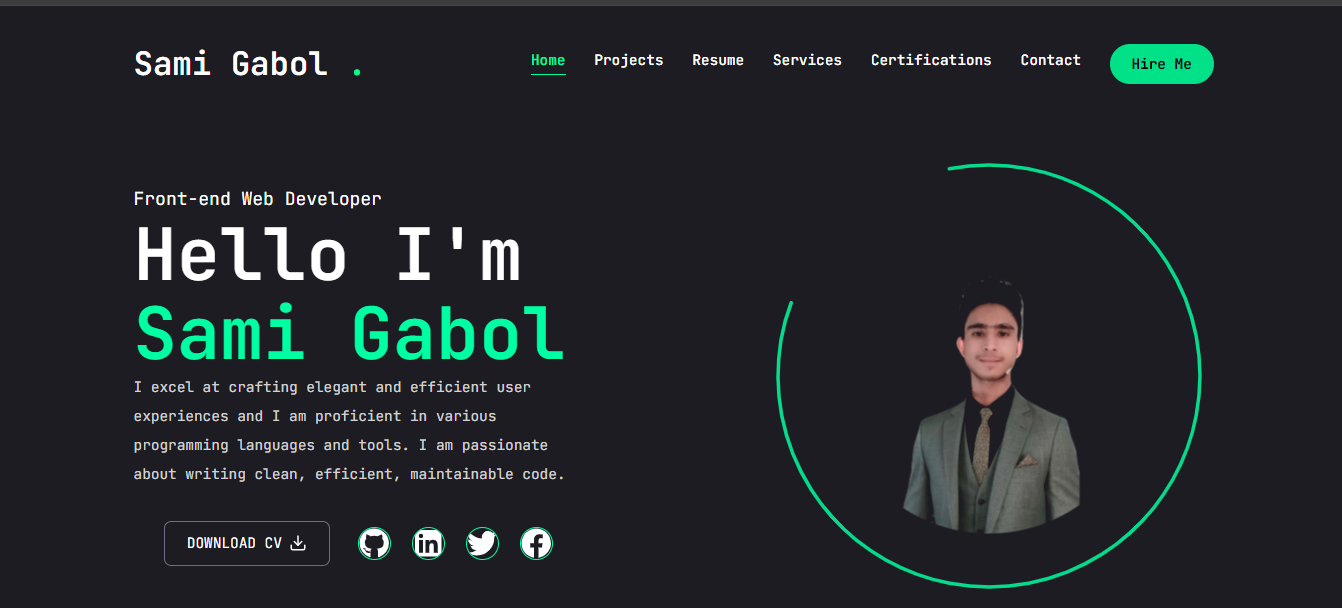 Sami Gabol .
Home Projects Resume Services Certifications Contact Hire Me
Front-end Web Developer
Hello I'm
Sami Gabol
I excel at crafting elegant and efficient user
experiences and I am proficient in various
programming languages and tools. I am passionate
about writing clean, efficient, maintainable code.
DOWNLOAD CV